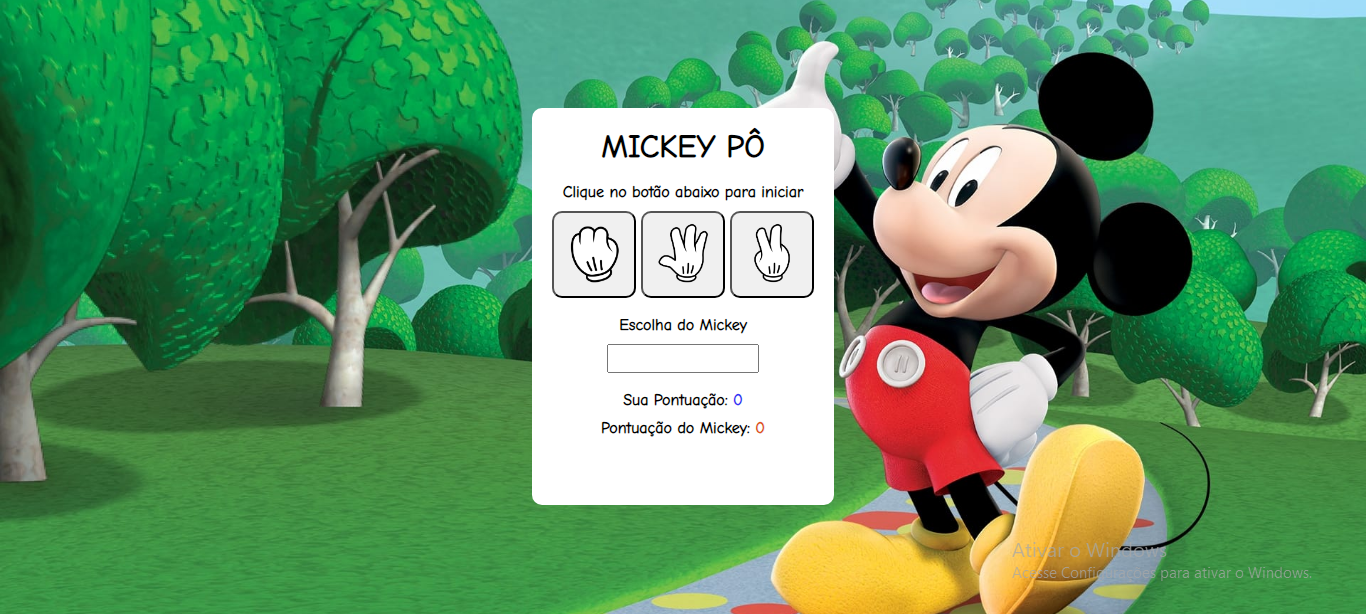 MICKEY PÔ
Clique no botão abaixo para iniciar
Escolha do Mickey
Sua Pontuação: 0
Pontuação do Mickey: 0
Ativar o Windows
Acesse Configurações para ativar o Windows.